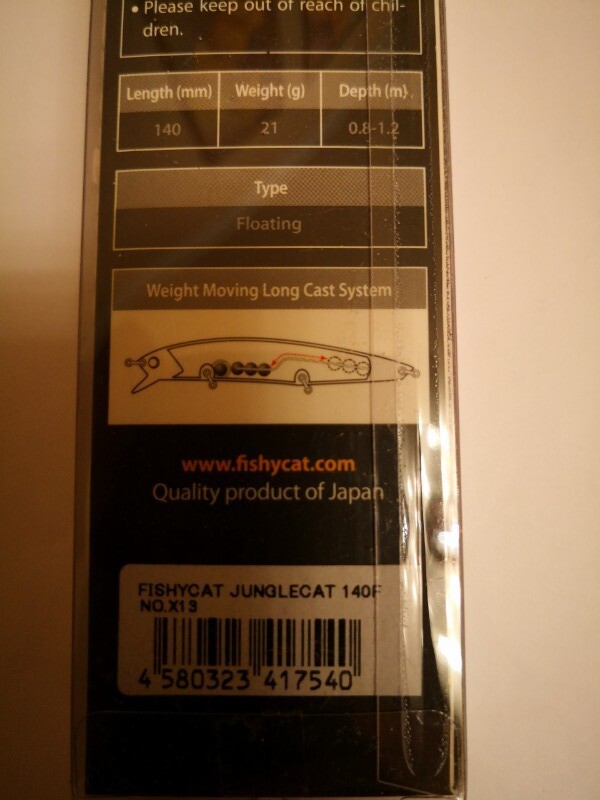 • Please keep out of reach of chil-
dren.
Length (mm) Weight (g) Depth (m)
140 21 0.8-1.2
Type
Floating
Weight Moving Long Cast System
www.fishycat.com
Quality product of Japan
FISHYCAT JUNGLECAT 140F
NO.X13
4 580323 417540